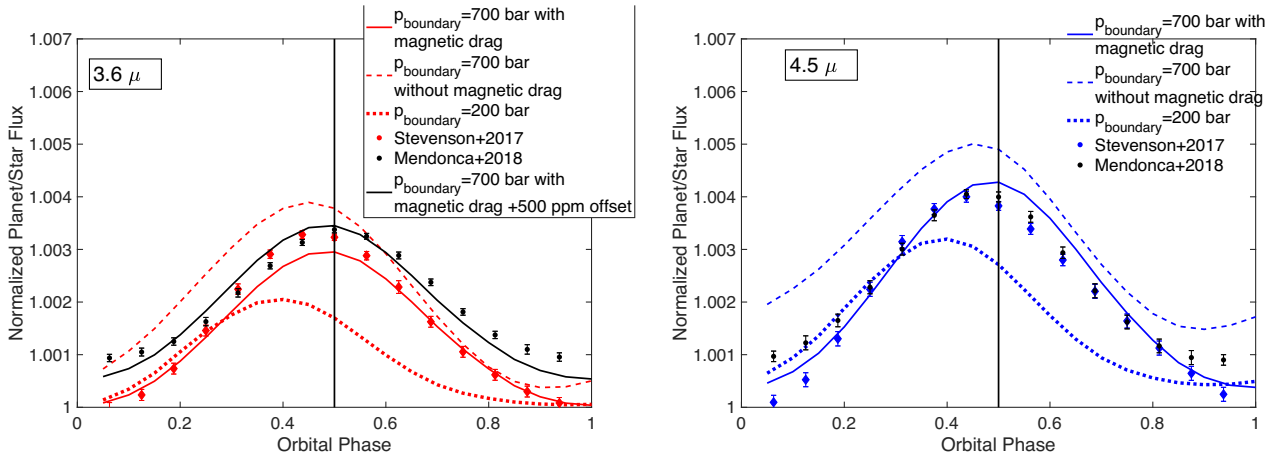 p_boundary=700 bar with
magnetic drag
p_boundary=700 bar
without magnetic drag
p_boundary=200 bar
Stevenson+2017
Mendonca+2018
p_boundary=700 bar with
magnetic drag +500 ppm offset
3.6 μ
Normalized Planet/Star Flux
1.007
1.006
1.005
1.004
1.003
1.002
1.001
1
0
0.2
0.4
0.6
0.8
1
Orbital Phase
p_boundary=700 bar with
magnetic drag
p_boundary=700 bar
without magnetic drag
p_boundary=200 bar
Stevenson+2017
Mendonca+2018
4.5 μ
Normalized Planet/Star Flux
1.007
1.006
1.005
1.004
1.003
1.002
1.001
1
0
0.2
0.4
0.6
0.8
1
Orbital Phase